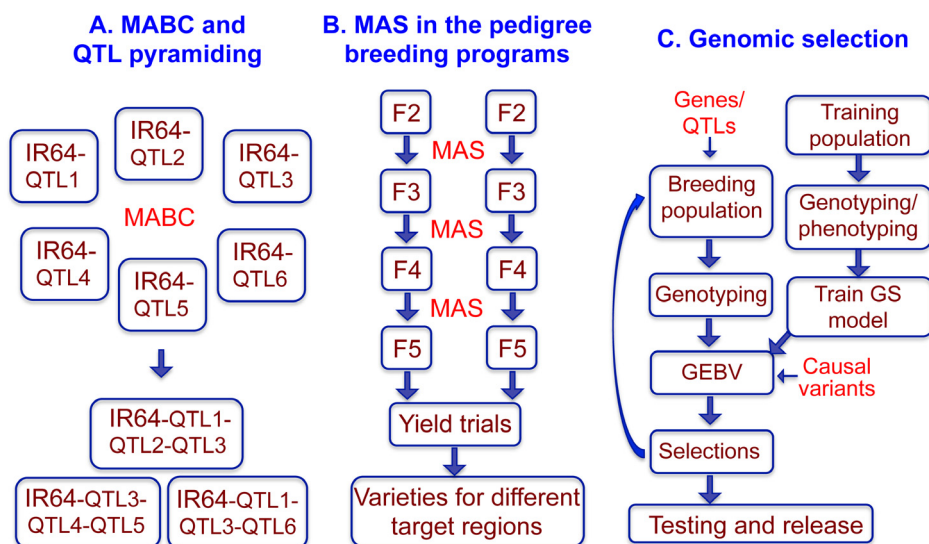 A. MABC and
QTL pyramiding
IR64-
QTL1
IR64-
QTL2
IR64-
QTL3
MABC
IR64-
QTL4
IR64-
QTL5
IR64-
QTL6
IR64-QTL1-
QTL2-QTL3
IR64-QTL3-
QTL4-QTL5
IR64-QTL1-
QTL3-QTL6
B. MAS in the pedigree
breeding programs
F2
F2
MAS
F3
F3
MAS
F4
F4
MAS
F5
F5
Yield trials
Varieties for different
target regions
C. Genomic selection
Genes/
QTLs
Training
population
Breeding
population
Genotyping/
phenotyping
Genotyping
Train GS
model
GEBV
Causal
variants
Selections
Testing and release